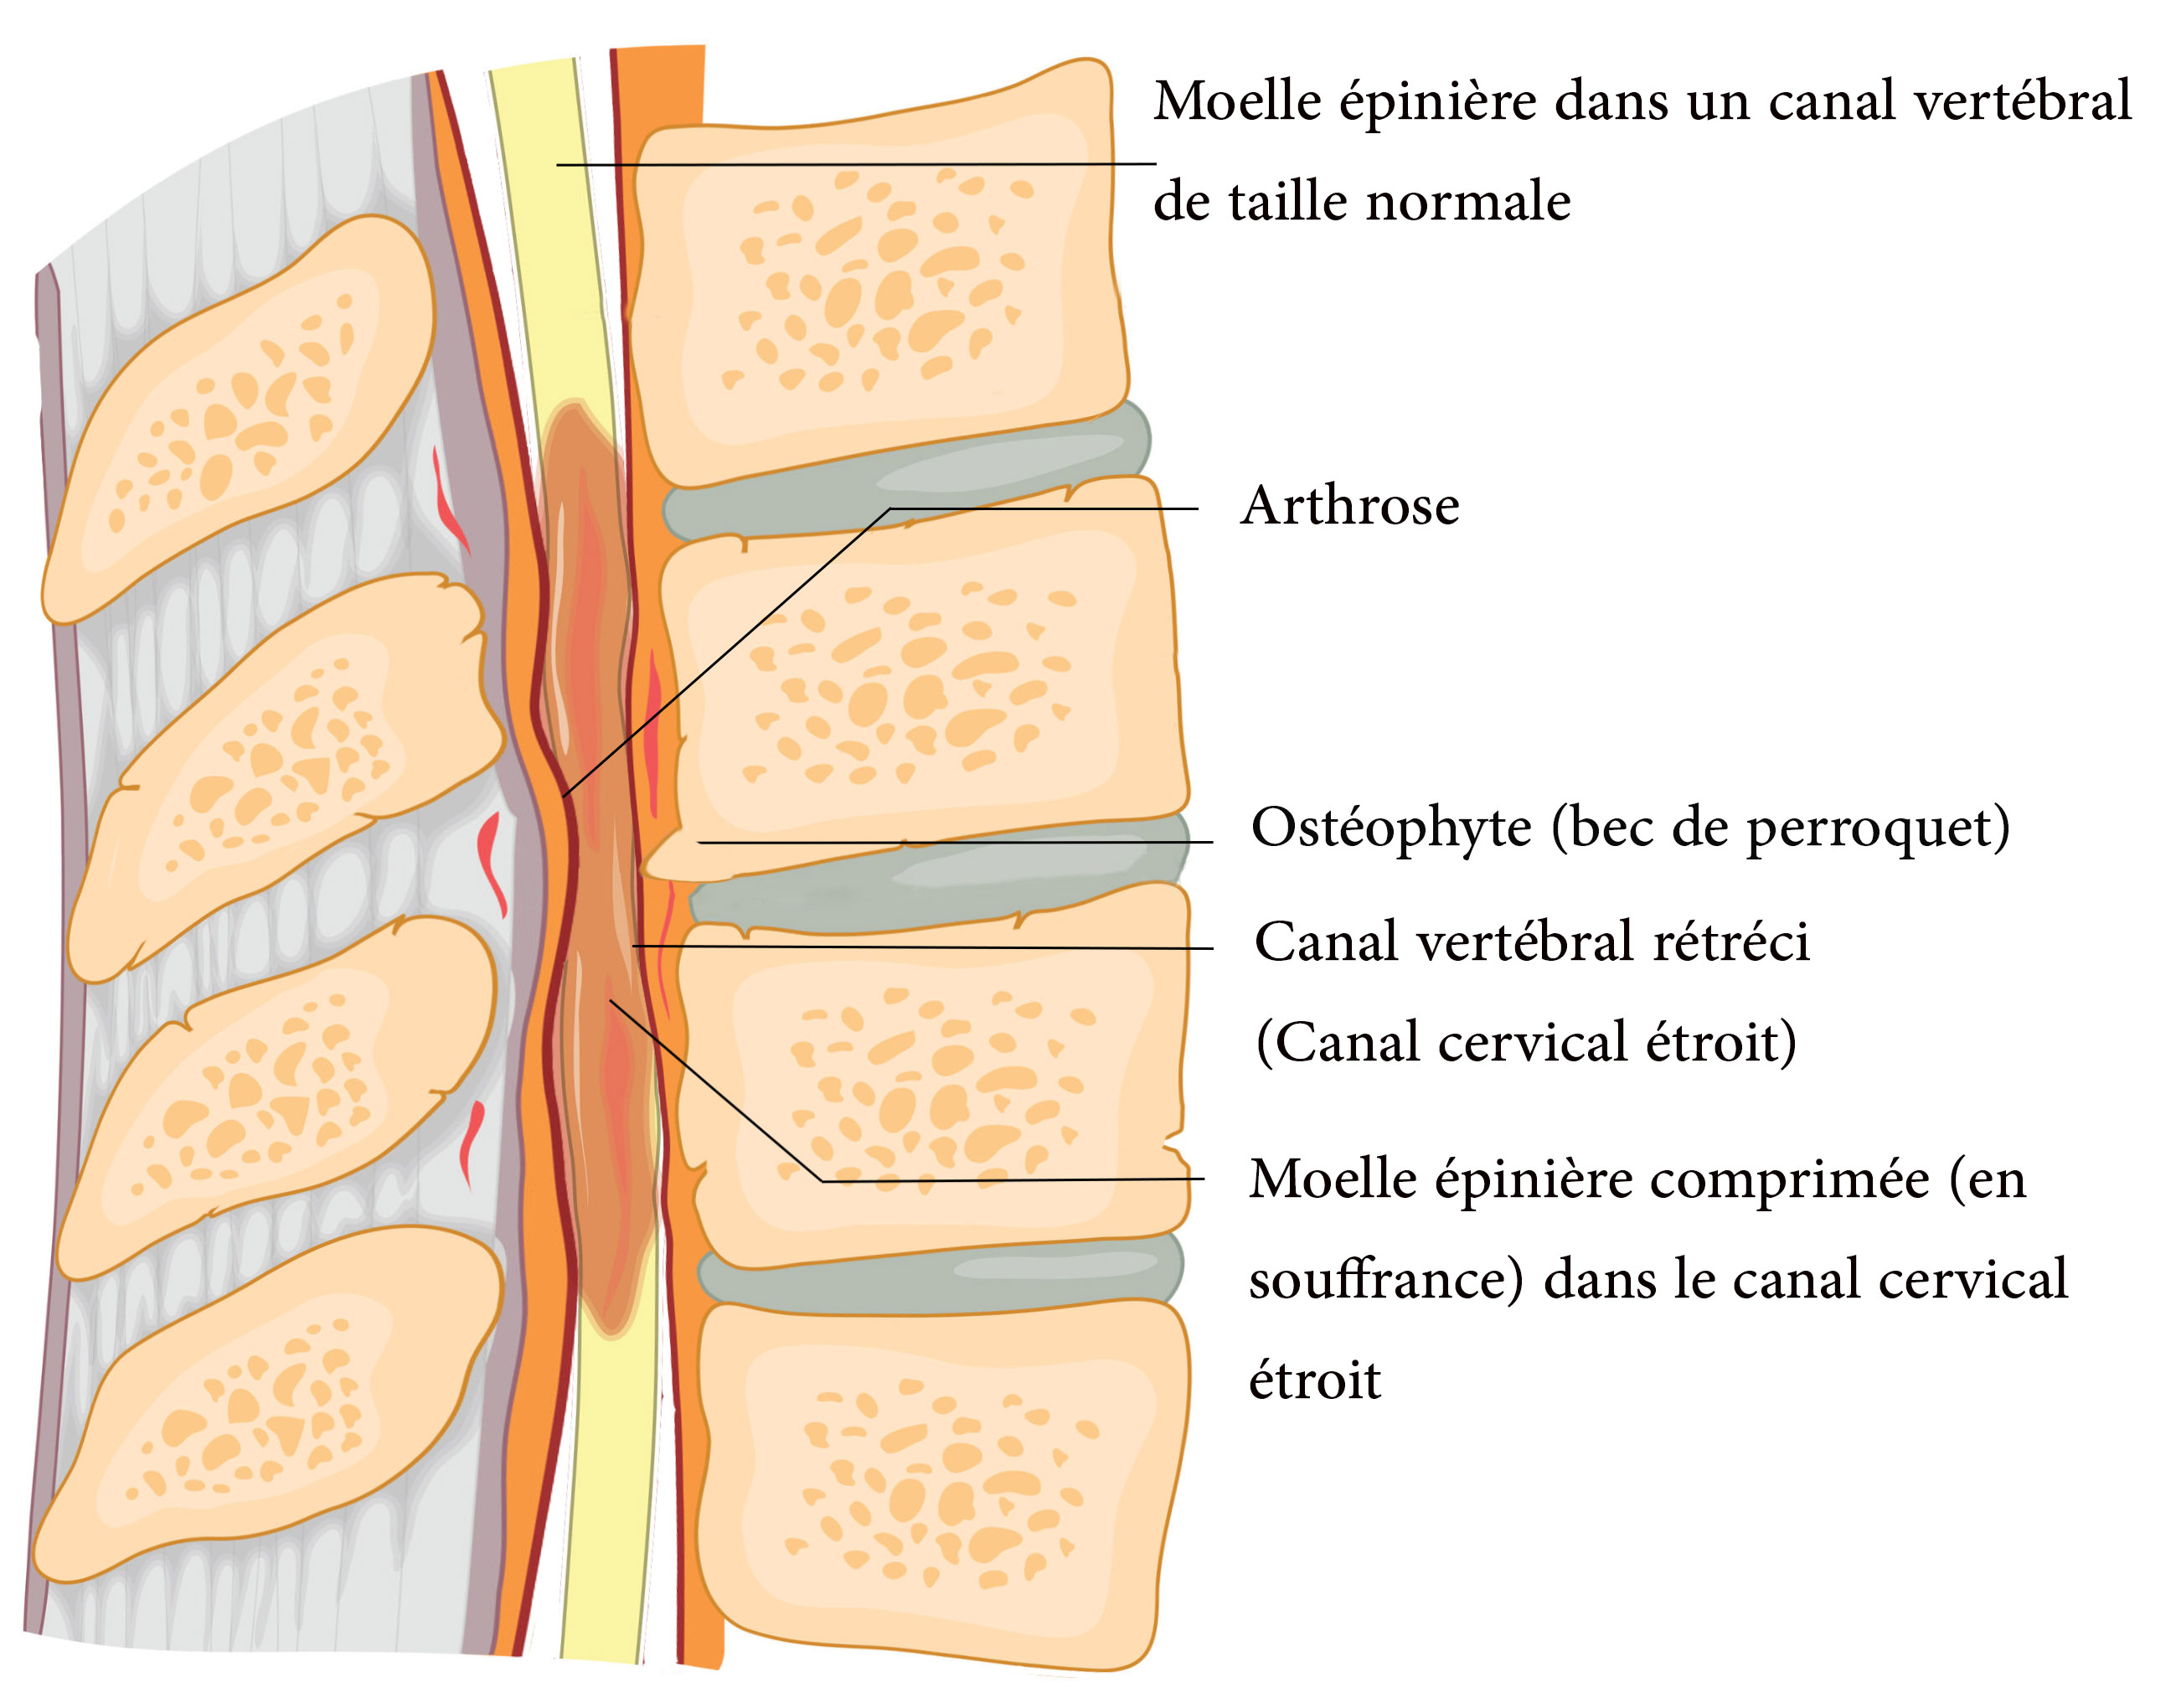 Moelle épinière dans un canal vertébral
de taille normale
Arthrose
Ostéophyte (bec de perroquet)
Canal vertébral rétréci
(Canal cervical étroit)
Moelle épinière comprimée (en
souffrance) dans le canal cervical
étroit